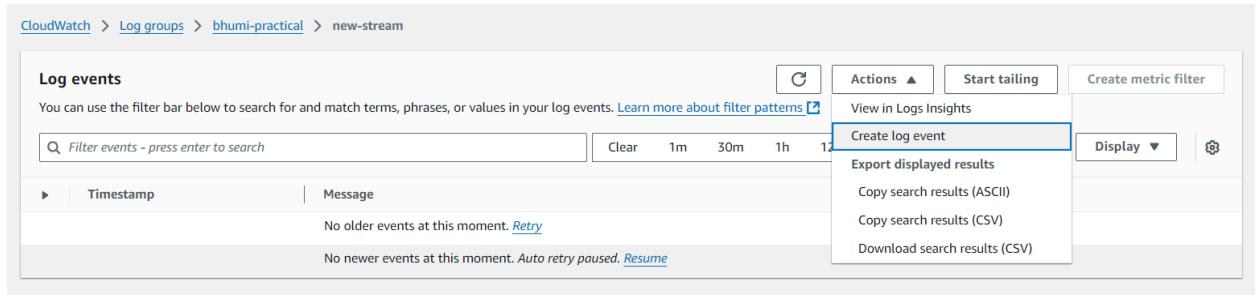 CloudWatch > Log groups > bhumi-practical > new-stream
Log events
Actions ▲
Start tailing
Create metric filter
You can use the filter bar below to search for and match terms, phrases, or values in your log events. Learn more about filter patterns
View in Logs Insights
Create log event
Filter events - press enter to search
Clear 1m 30m 1h 12
Display ▼
Export displayed results
Copy search results (ASCII)
Copy search results (CSV)
Download search results (CSV)
▶ Timestamp Message
No older events at this moment. Retry
No newer events at this moment. Auto retry paused. Resume